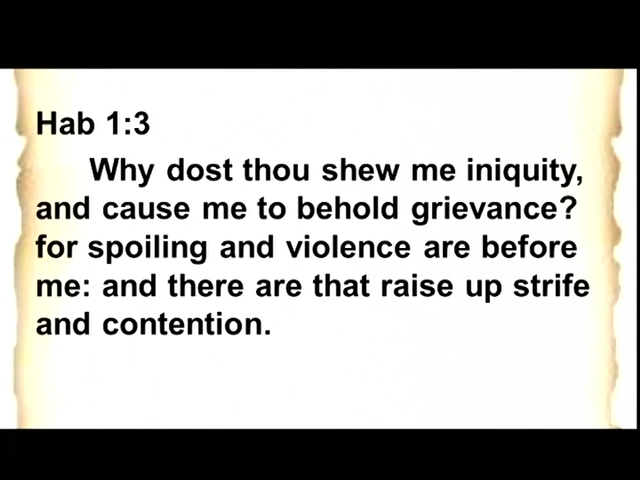 Hab 1:3
Why dost thou shew me iniquity,
and cause me to behold grievance?
for spoiling and violence are before
me: and there are that raise up strife
and contention.